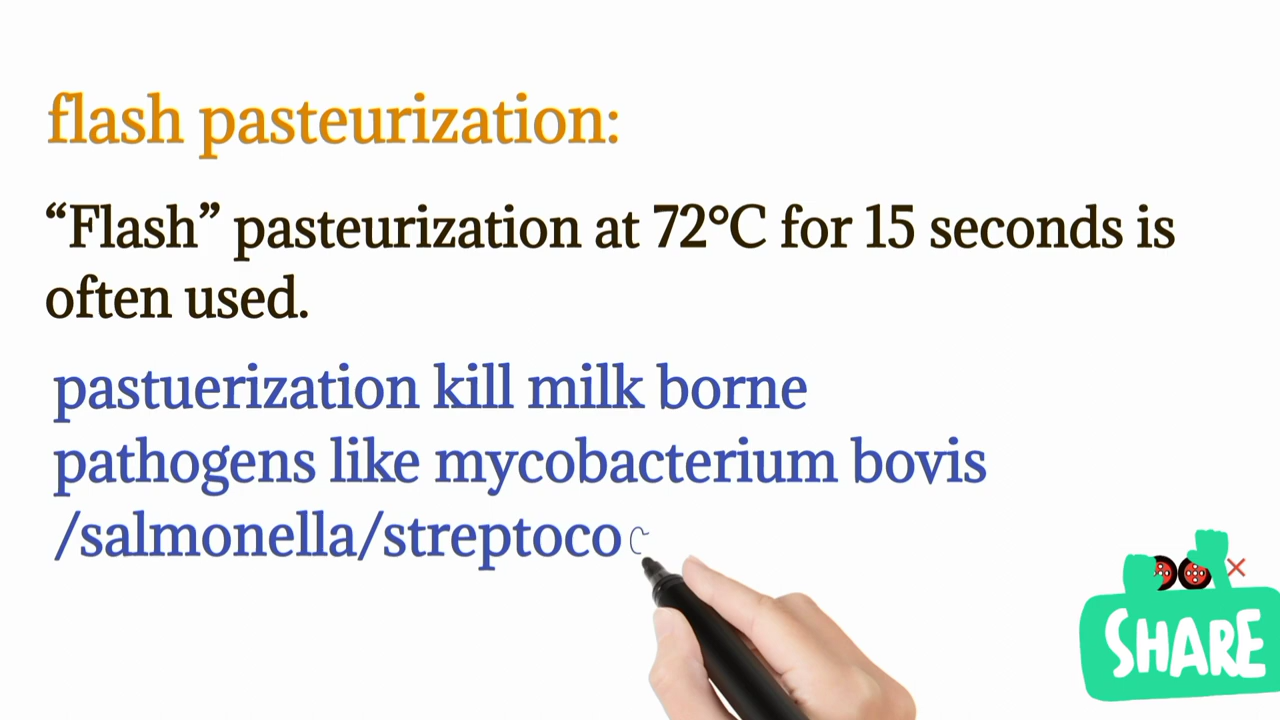 flash pasteurization:
“Flash” pasteurization at 72°C for 15 seconds is
often used.
pastuerization kill milk borne
pathogens like mycobacterium bovis
/salmonella/streptococ
SHARE